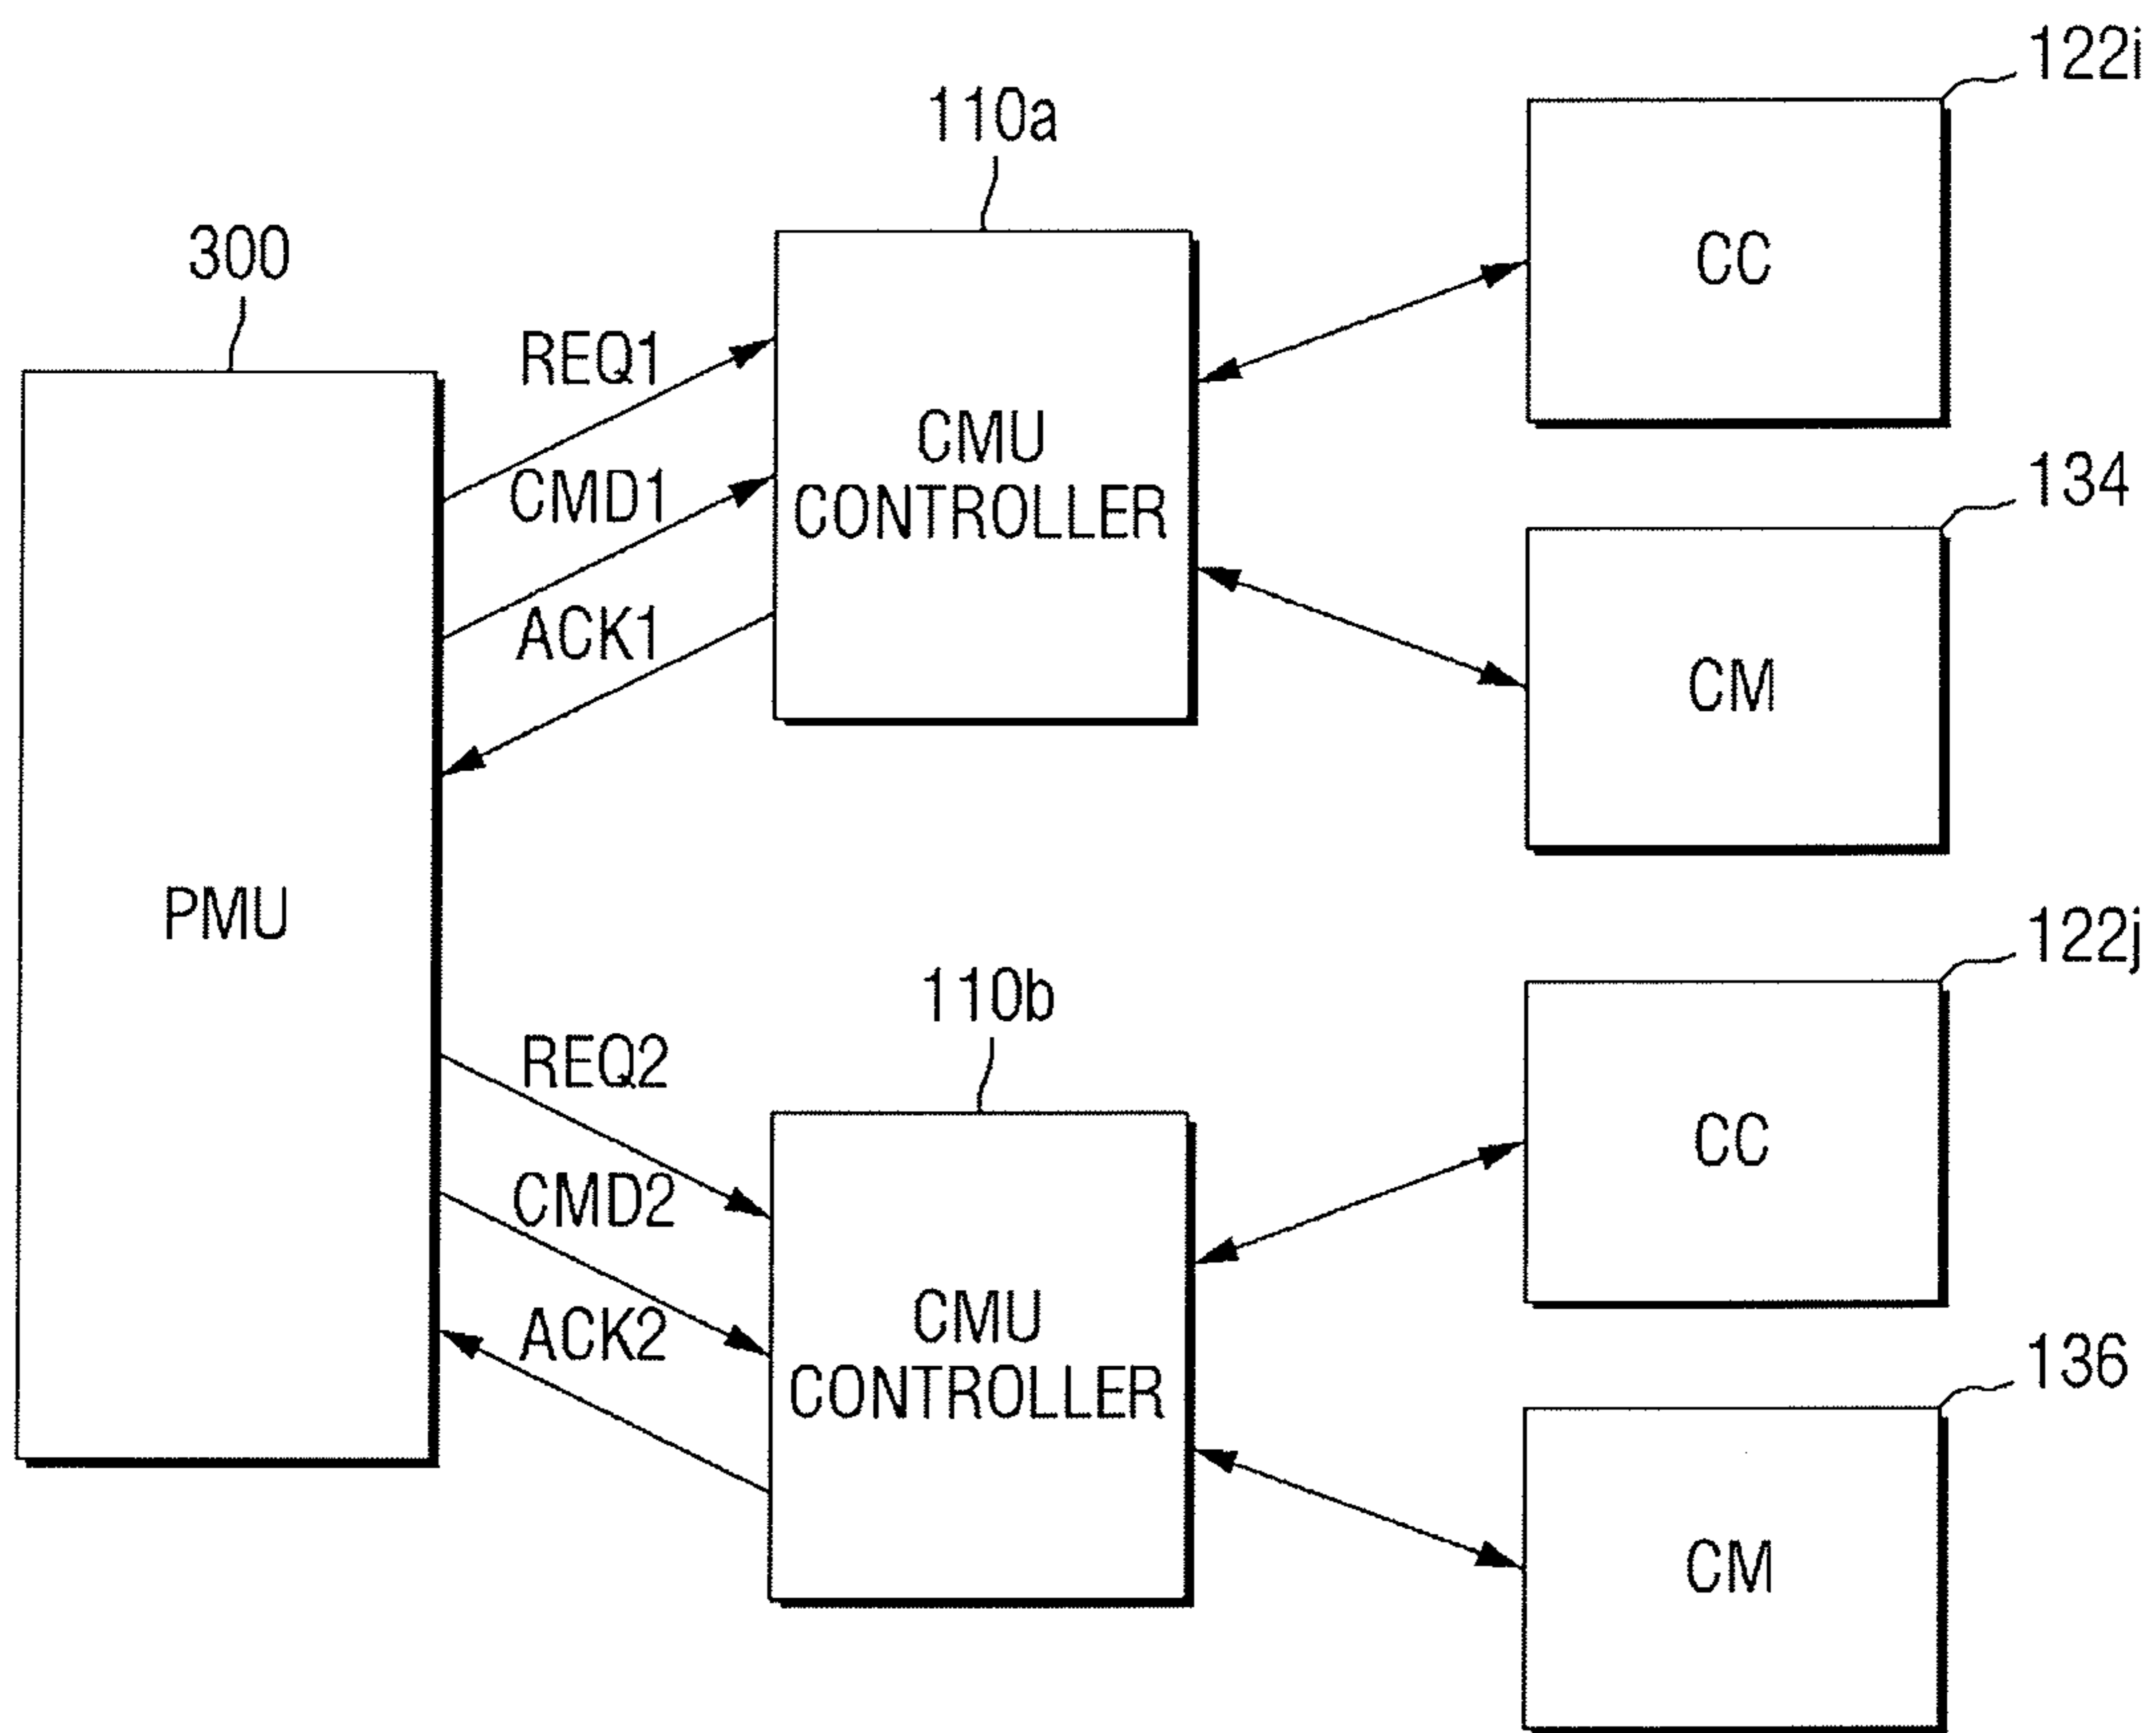 122i
110a
300
CC
REQ1
CMU
CONTROLLER
134
CMD1
ACK1
CM
PMU
122j
110b
REQ2
CC
CMD2
CMU
CONTROLLER
ACK2
136
CM